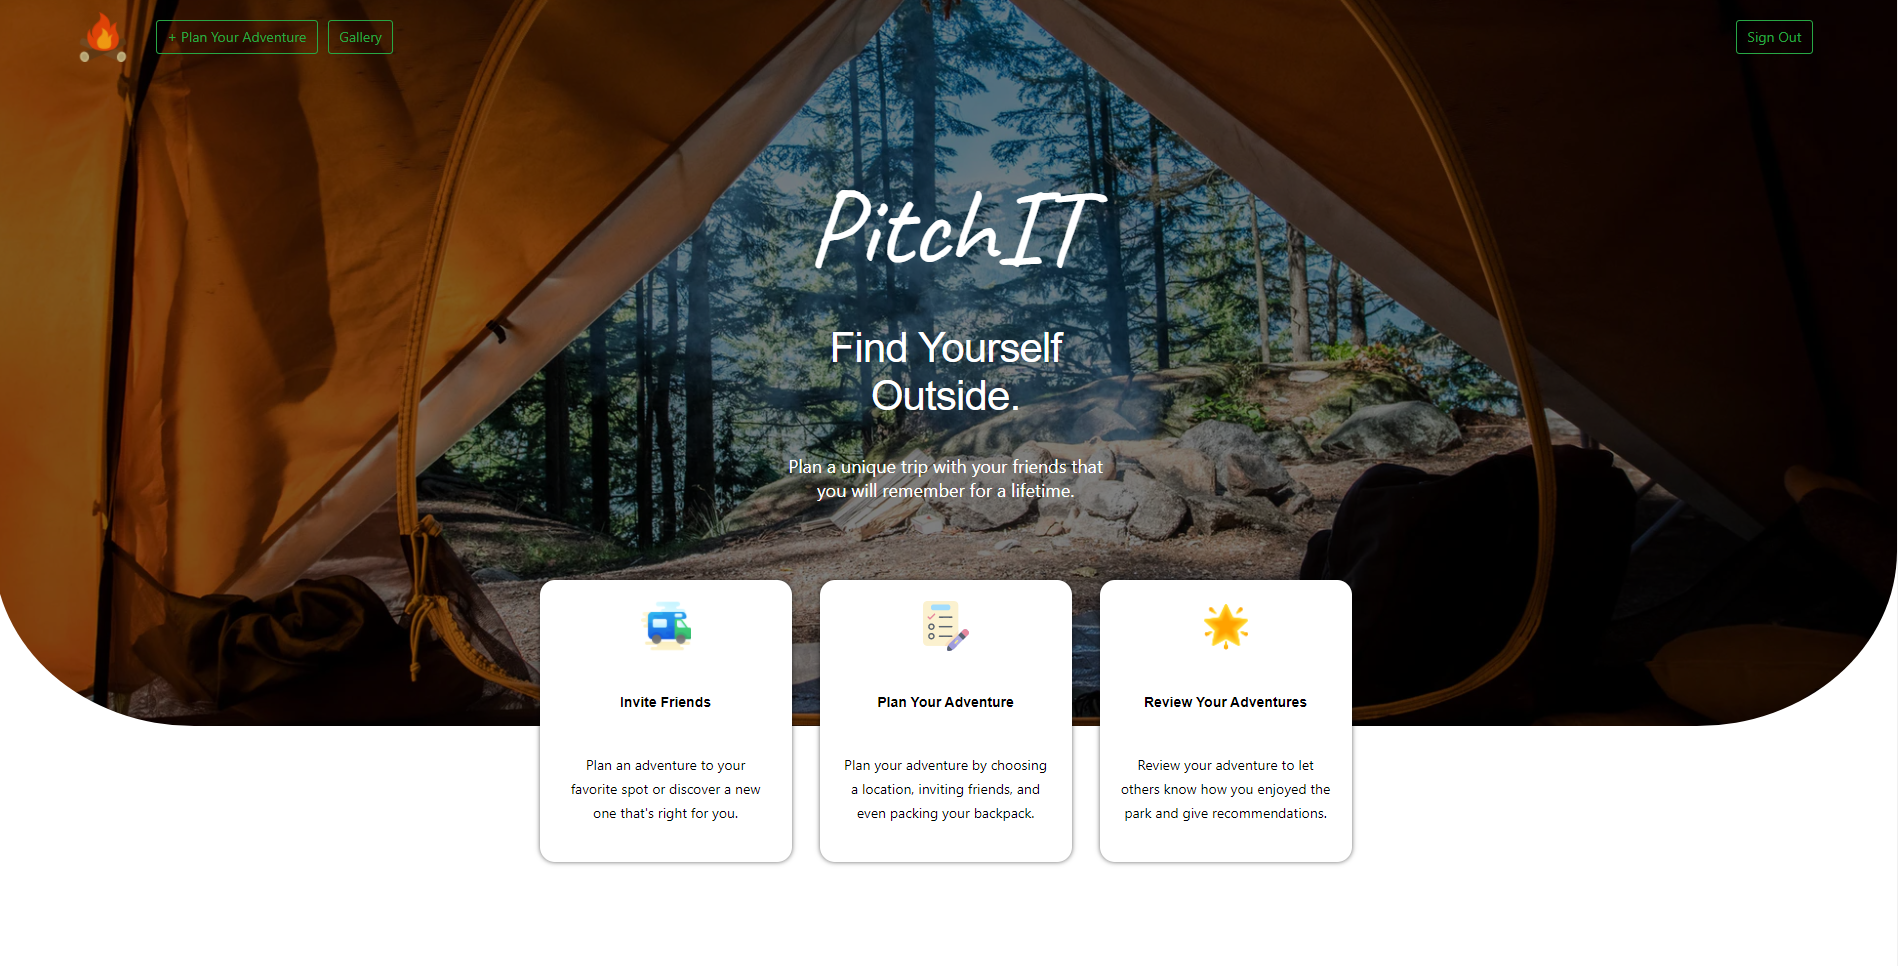 + Plan Your Adventure
Gallery
Sign Out
PitchIT
Find Yourself
Outside.
Plan a unique trip with your friends that
you will remember for a lifetime.
Invite Friends
Plan an adventure to your
favorite spot or discover a new
one that's right for you.
Plan Your Adventure
Plan your adventure by choosing
a location, inviting friends, and
even packing your backpack.
Review Your Adventures
Review your adventure to let
others know how you enjoyed the
park and give recommendations.